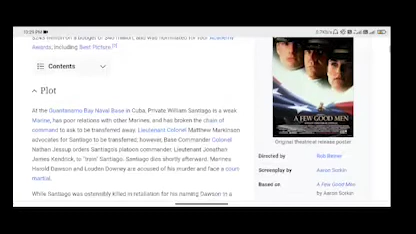 10:29 PM
$243 million on a budget of $40 million, and was nominated for four Academy
Awards, including Best Picture.
Contents
Plot
At the Guantanamo Bay Naval Base in Cuba, Private William Santiago is a weak
Marine, has poor relations with other Marines, and has broken the chain of
command to ask to be transferred away. Lieutenant Colonel Matthew Markinson
advocates for Santiago to be transferred, however, Base Commander Colonel
Nathan Jessup orders Santiago's platoon commander, Lieutenant Jonathan
James Kendrick, to "train" Santiago. Santiago dies shortly afterward. Marines
Harold Dawson and Louden Downey are accused of his murder and face a court-
martial.
While Santiago was ostensibly killed in retaliation for his naming Dawson in a
A FEW GOOD MEN
Original theatrical release poster
Directed by Rob Reiner
Screenplay by Aaron Sorkin
Based on A Few Good Men
by Aaron Sorkin